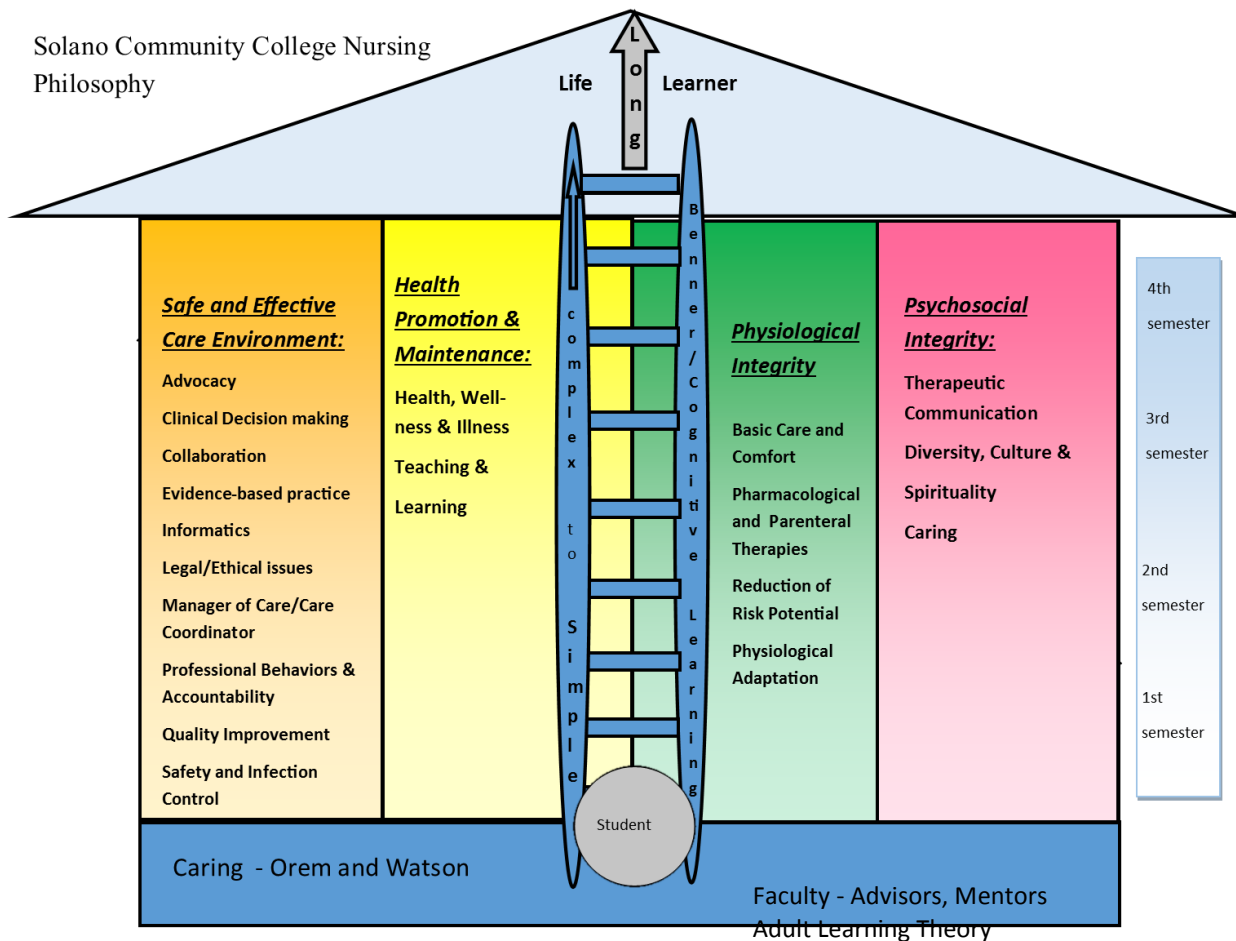 Solano Community College Nursing
Philosophy
Life
Long
Learner
Safe and Effective
Care Environment:
Advocacy
Clinical Decision making
Collaboration
Evidence-based practice
Informatics
Legal/Ethical issues
Manager of Care/Care
Coordinator
Professional Behaviors &
Accountability
Quality Improvement
Safety and Infection
Control
Health
Promotion &
Maintenance:
Health, Well-
ness & Illness
Teaching &
Learning
complex to Simple
Benner/Cognitive Learning
Physiological
Integrity
Basic Care and
Comfort
Pharmacological
and Parenteral
Therapies
Reduction of
Risk Potential
Physiological
Adaptation
Psychosocial
Integrity:
Therapeutic
Communication
Diversity, Culture &
Spirituality
Caring
4th
semester
3rd
semester
2nd
semester
1st
semester
Student
Caring - Orem and Watson
Faculty - Advisors, Mentors
Adult Learning Theory